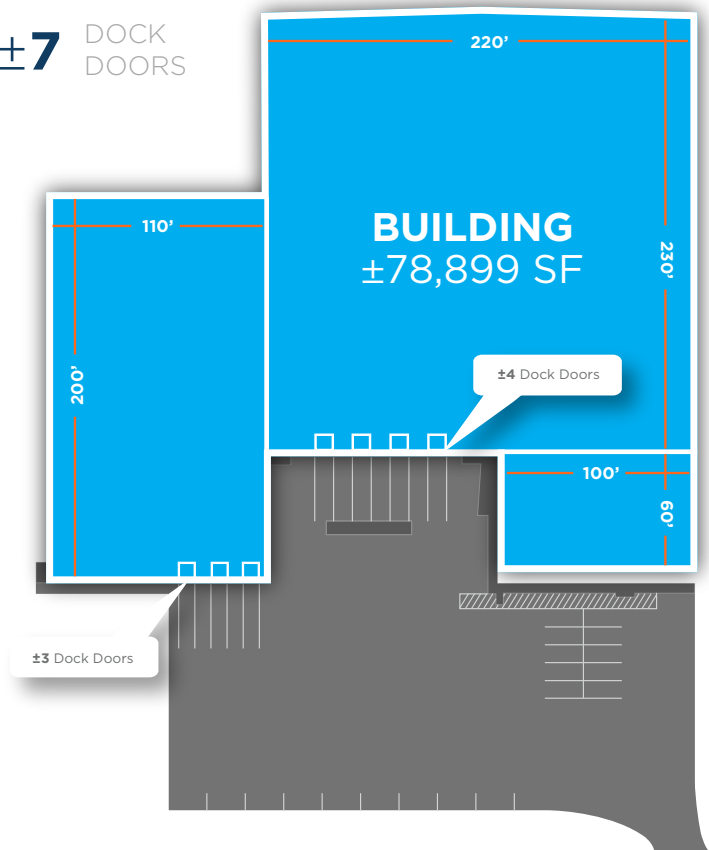 ±7 DOCK
DOORS
220’
110’
BUILDING
±78,899 SF
230’
200’
±4 Dock Doors
100’
60’
±3 Dock Doors